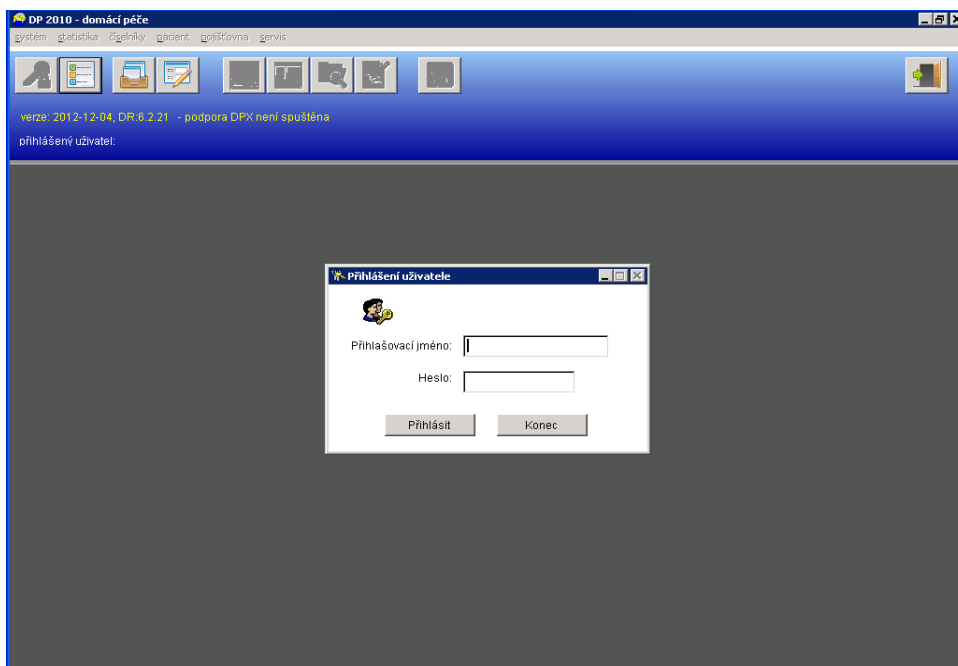 DP 2010 - domácí péče
systém statistika číselníky pacient pojišťovna servis
verze: 2012-12-04, DR:6.2.21 - podpora DPX není spuštěna
přihlášený uživatel:
Přihlášení uživatele
Přihlašovací jméno:
Heslo:
Přihlásit Konec